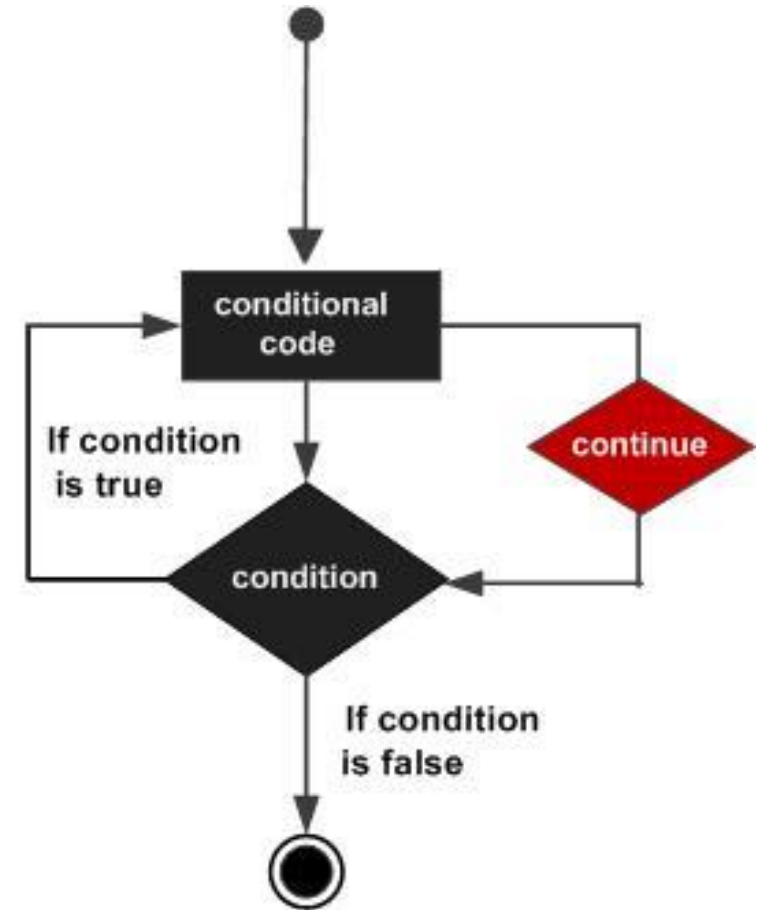 conditional
code
If condition
is true
continue
condition
If condition
is false